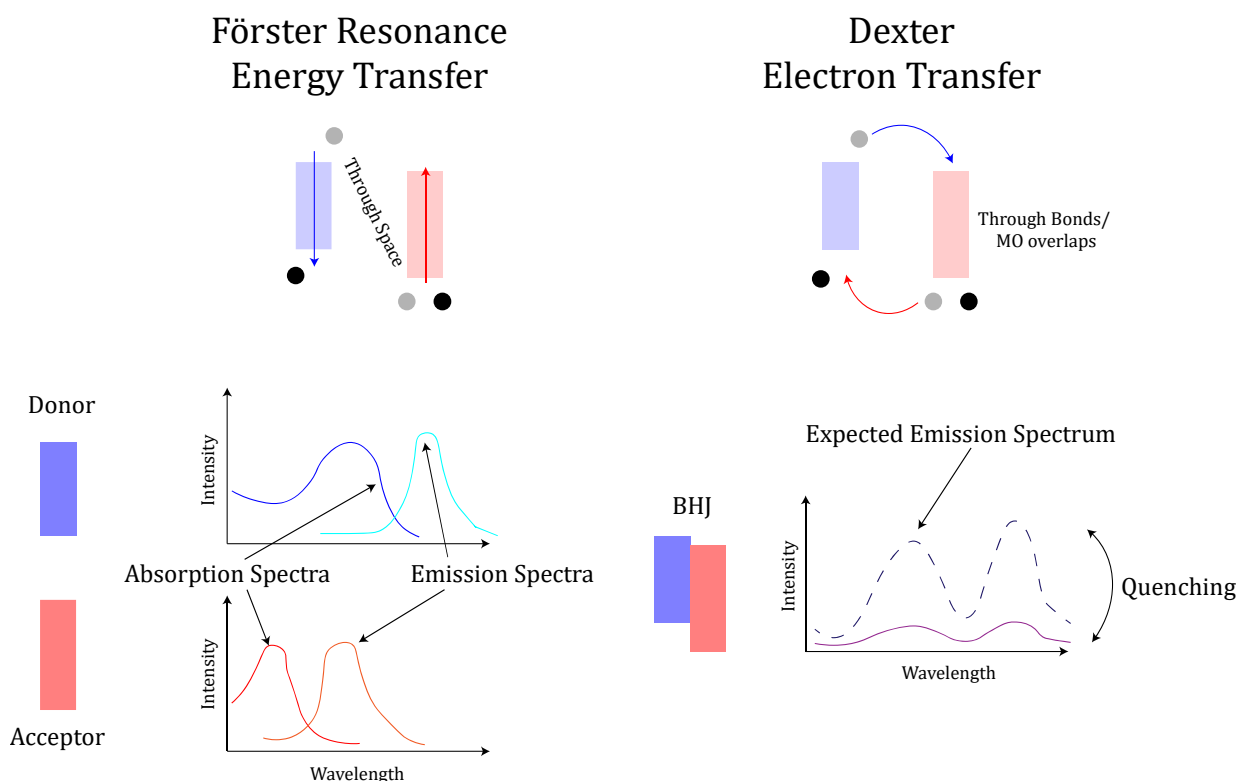 Förster Resonance
Energy Transfer
Dexter
Electron Transfer
Through Space
Through Bonds/
MO overlaps
Donor
Intensity
Absorption Spectra
Emission Spectra
Acceptor
Intensity
Wavelength
Expected Emission Spectrum
BHJ
Intensity
Quenching
Wavelength